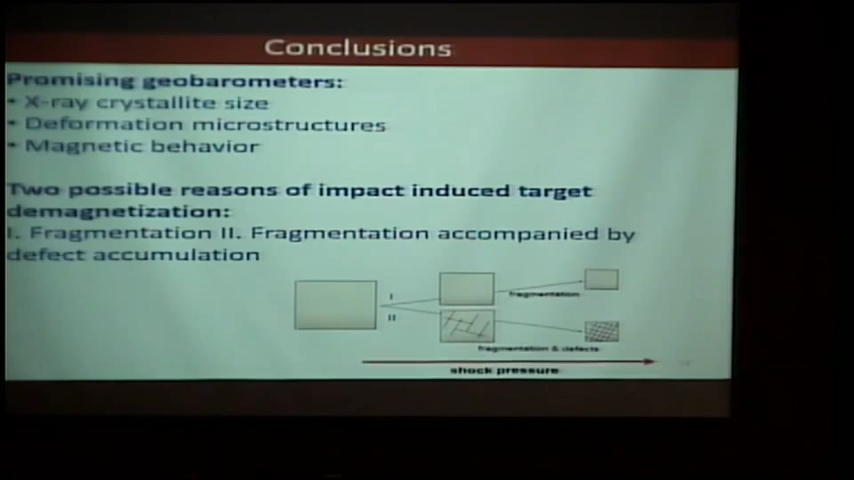 Conclusions
Promising geobarometers:
• X-ray crystallite size
• Deformation microstructures
• Magnetic behavior
Two possible reasons of impact induced target
demagnetization:
I. Fragmentation II. Fragmentation accompanied by
defect accumulation
I
fragmentation
II
fragmentation & defects
shock pressure